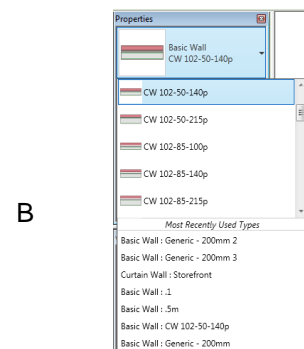 Properties
Basic Wall
CW 102-50-140p
CW 102-50-140p
CW 102-50-215p
CW 102-85-100p
CW 102-85-140p
CW 102-85-215p
B
Most Recently Used Types
Basic Wall : Generic - 200mm 2
Basic Wall : Generic - 200mm 3
Curtain Wall : Storefront
Basic Wall : .1
Basic Wall : .5m
Basic Wall : CW 102-50-140p
Basic Wall : Generic - 200mm